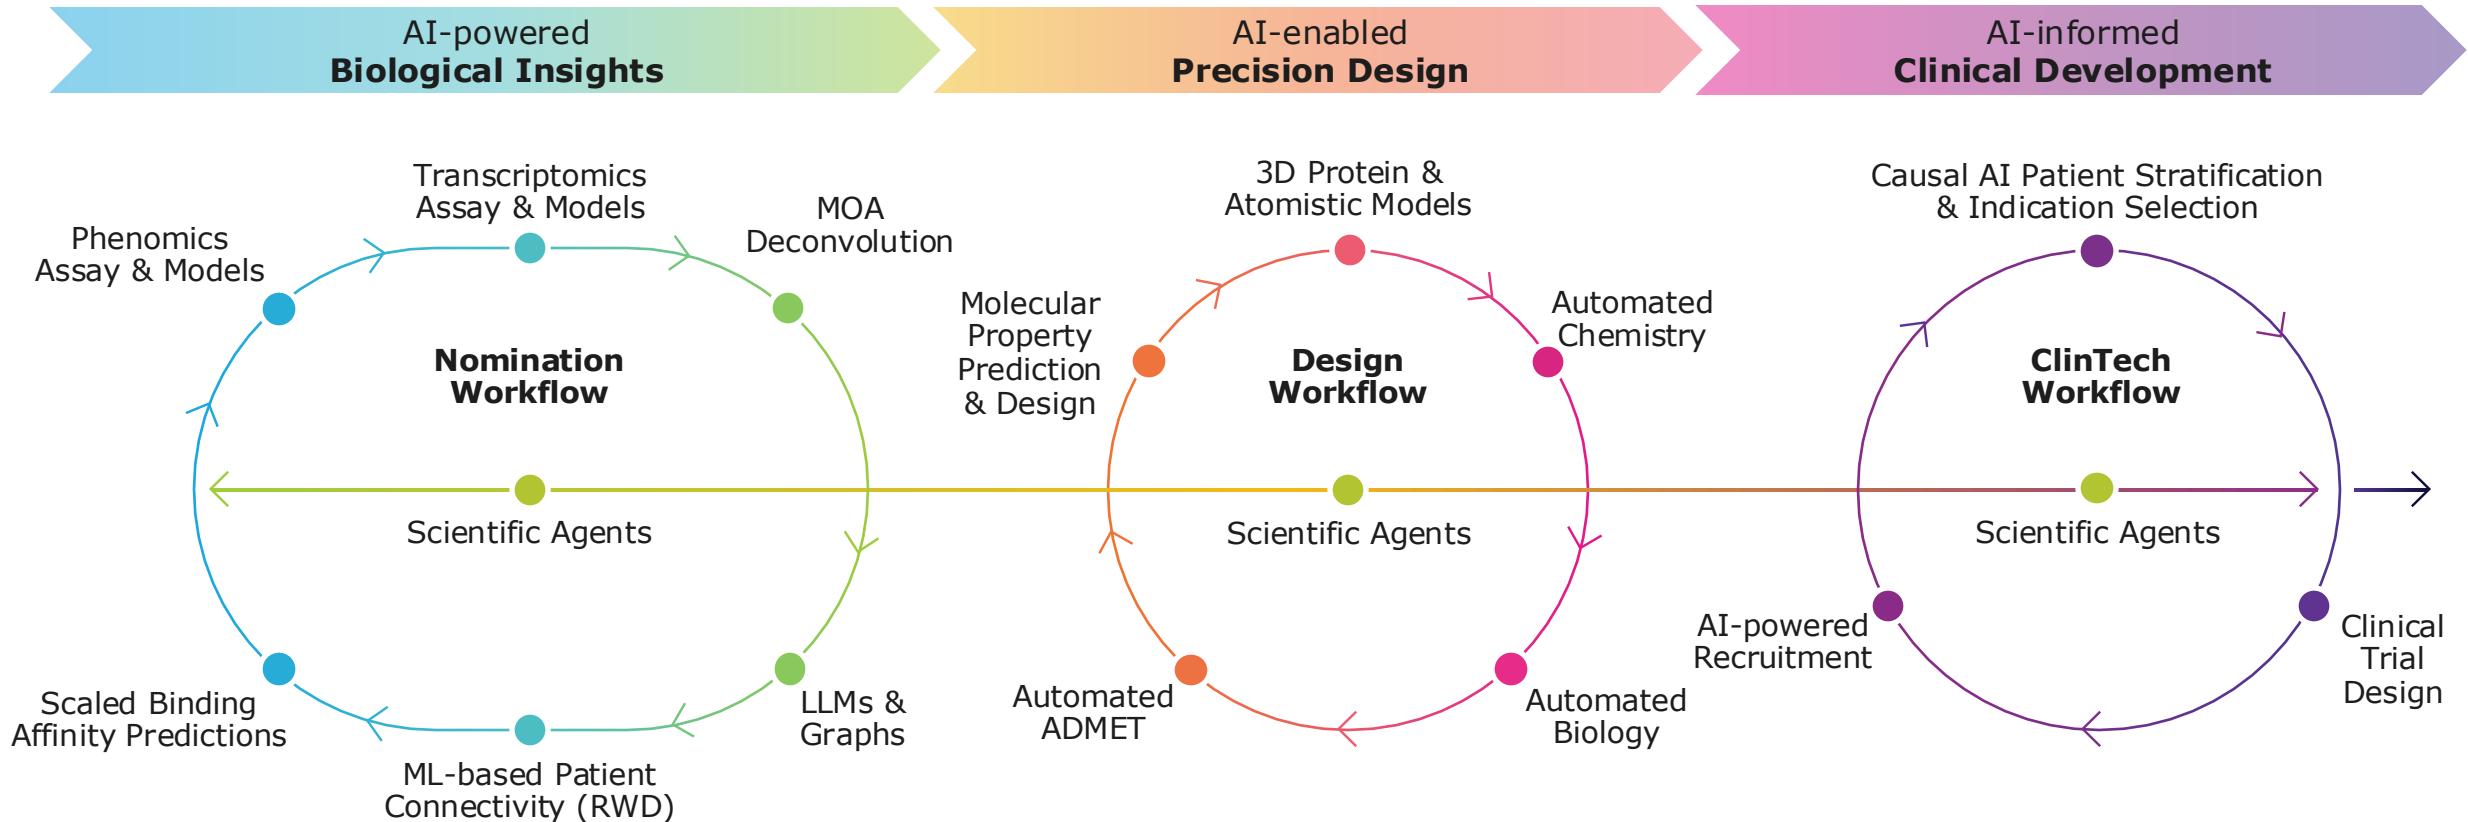 AI-powered
Biological Insights
AI-enabled
Precision Design
AI-informed
Clinical Development
Phenomics
Assay & Models
Transcriptomics
Assay & Models
MOA
Deconvolution
Nomination
Workflow
Scientific Agents
Scaled Binding
Affinity Predictions
ML-based Patient
Connectivity (RWD)
LLMs &
Graphs
Molecular
Property
Prediction
& Design
3D Protein &
Atomistic Models
Automated
Chemistry
Design
Workflow
Scientific Agents
Automated
ADMET
Automated
Biology
Causal AI Patient Stratification
& Indication Selection
ClinTech
Workflow
Scientific Agents
AI-powered
Recruitment
Clinical
Trial
Design